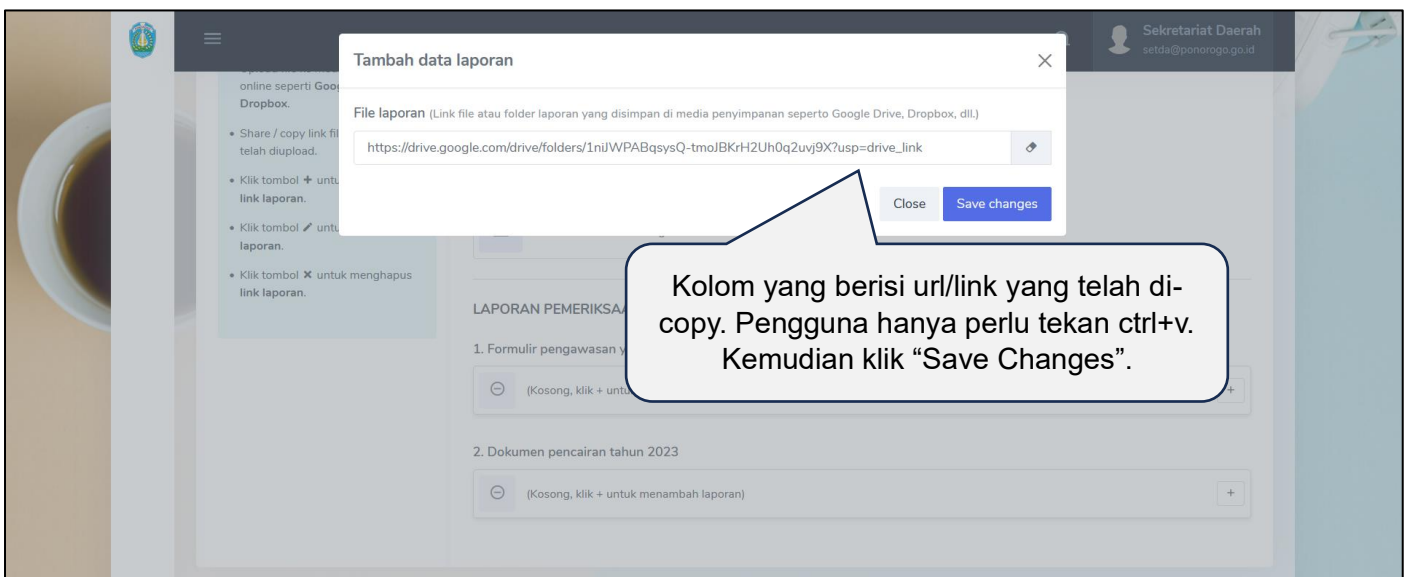 Sekretariat Daerah
setda@ponorogo.go.id
Tambah data laporan
online seperti Goo
Dropbox.
File laporan (Link file atau folder laporan yang disimpan di media penyimpanan seperto Google Drive, Dropbox, dll.)
• Share / copy link fil
telah diupload.
https://drive.google.com/drive/folders/1niJWPABqsysQ-tmoJBKrH2Uh0q2uvj9X?usp=drive_link
• Klik tombol + untu
link laporan.
Close Save changes
• Klik tombol untu
laporan.
• Klik tombol × untuk menghapus
link laporan.
Kolom yang berisi url/link yang telah di-
copy. Pengguna hanya perlu tekan ctrl+v.
Kemudian klik “Save Changes”.
LAPORAN PEMERIKSAA
1. Formulir pengawasan y
(Kosong, klik + untu
+
2. Dokumen pencairan tahun 2023
(Kosong, klik + untuk menambah laporan)
+